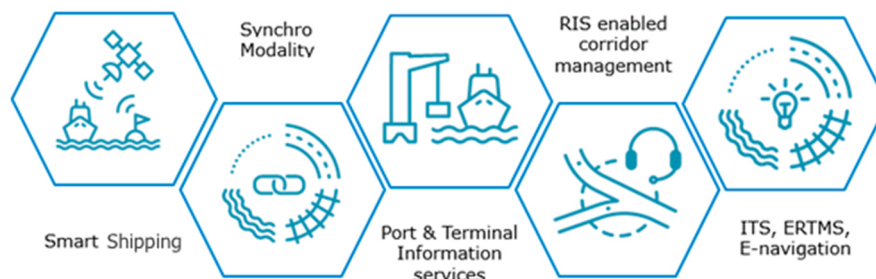 Synchro
Modality
RIS enabled
corridor
management
Smart Shipping
Port & Terminal
Information
services
ITS, ERTMS,
E-navigation